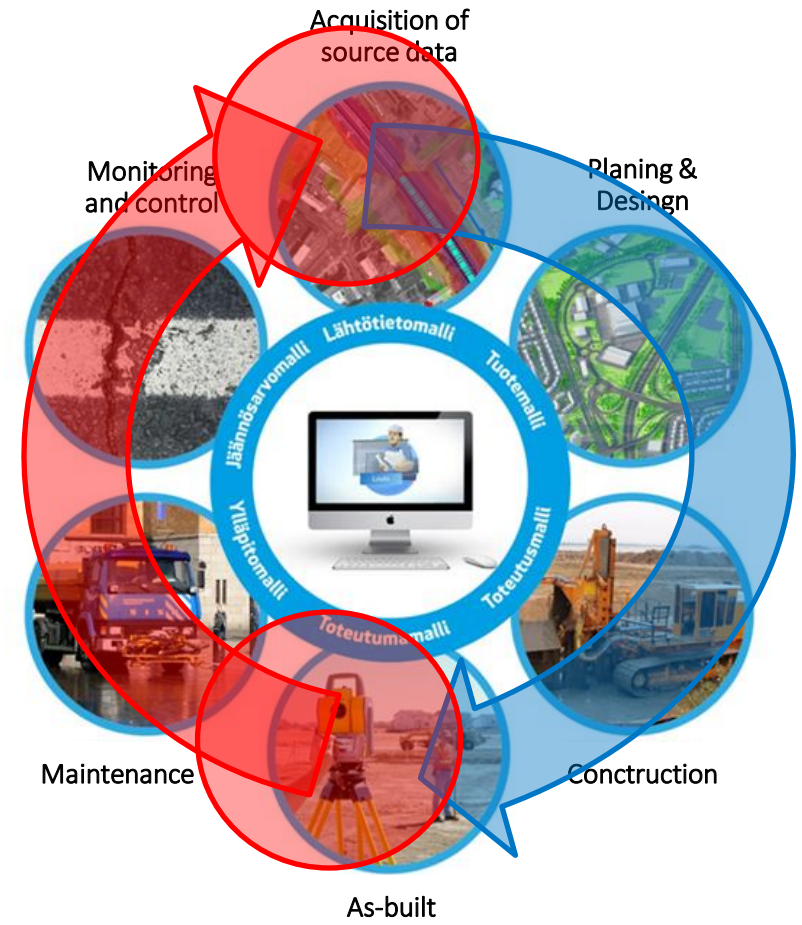 Acquisition of
source data
Monitoring
and control
Planing &
Desingn
Lähtötietomalli
Tuotemalli
Toteutusmalli
Toteutumamalli
Ylläpitomalli
Jäännösarvomalli
Maintenance
Conctruction
As-built